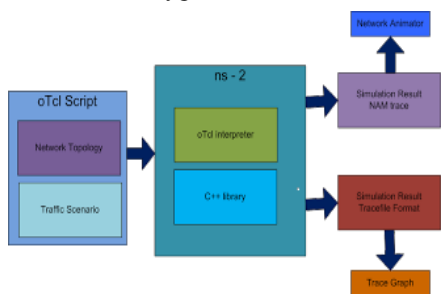 Network Animator
ns - 2
oTcl Script
Simulation Result
NAM trace
oTcl interpreter
Network Topology
C++ library
Simulation Result
Tracefile Format
Traffic Scenario
Trace Graph